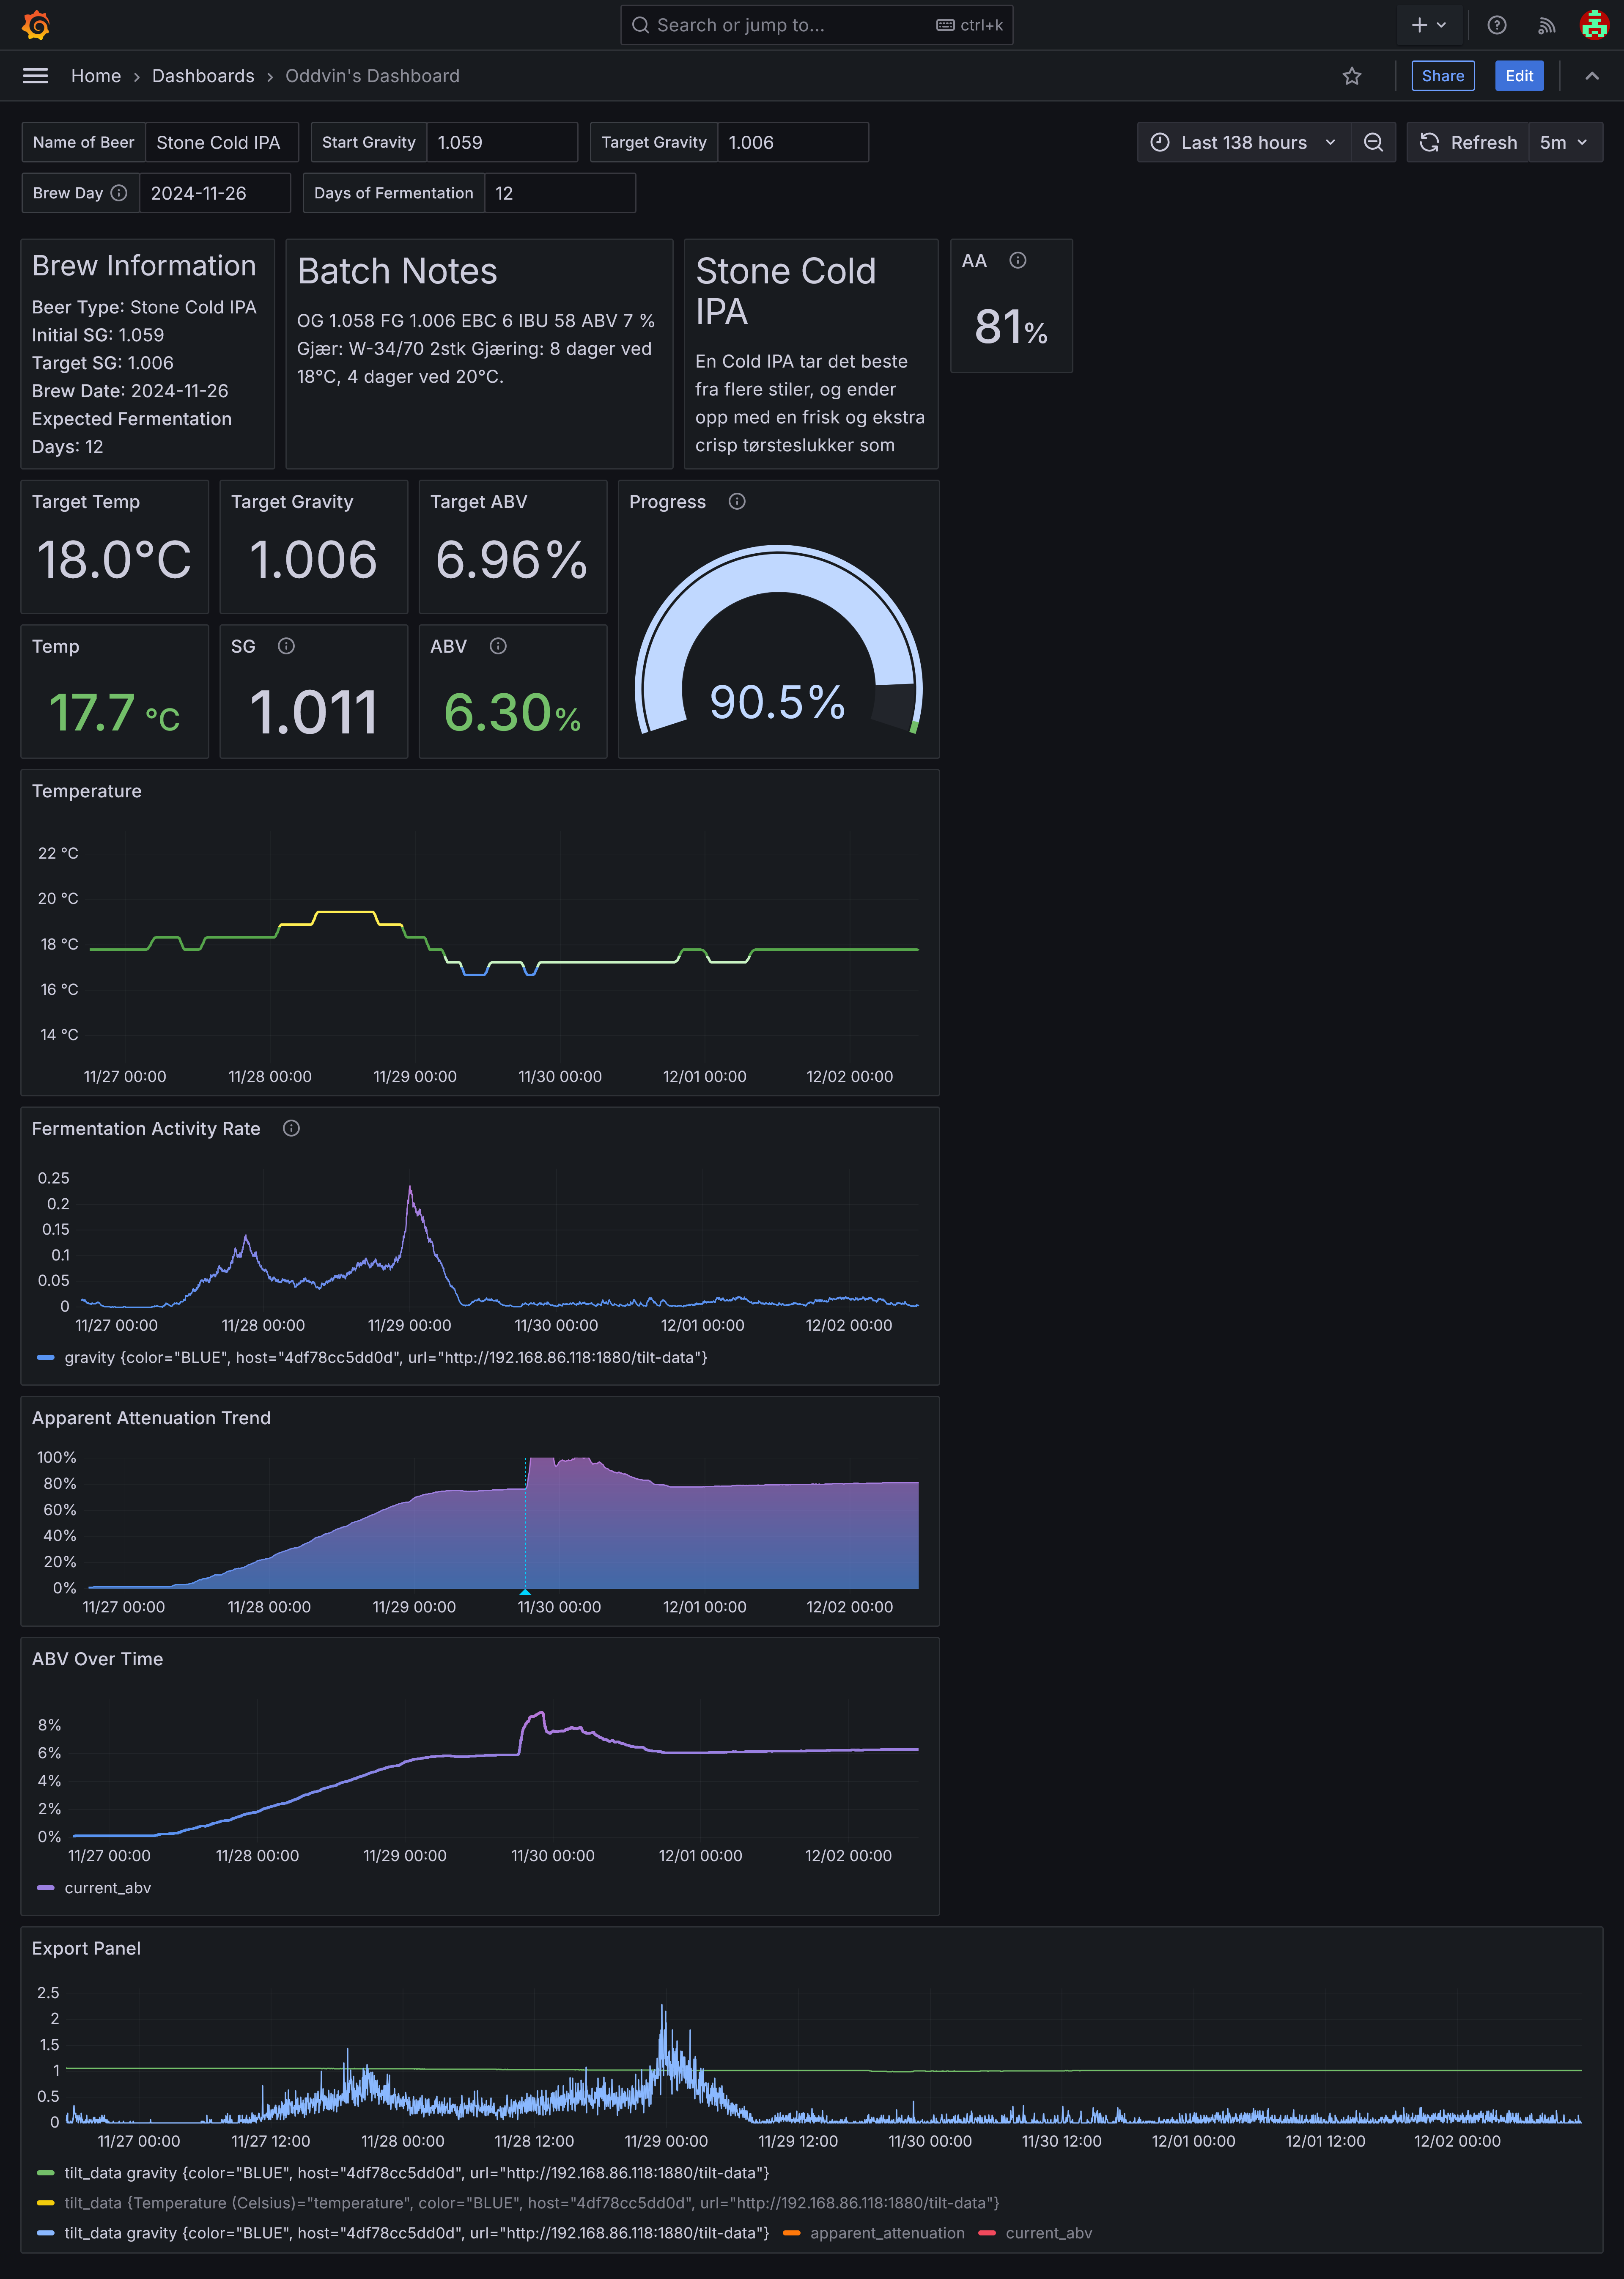 Search or jump to... ctrl+k
Home Dashboards Oddvin's Dashboard
Share Edit
Name of Beer Stone Cold IPA Start Gravity 1.059 Target Gravity 1.006
Last 138 hours Refresh 5m
Brew Day 2024-11-26 Days of Fermentation 12
Brew Information
Beer Type: Stone Cold IPA
Initial SG: 1.059
Target SG: 1.006
Brew Date: 2024-11-26
Expected Fermentation
Days: 12
Batch Notes
OG 1.058 FG 1.006 EBC 6 IBU 58 ABV 7 %
Gjær: W-34/70 2stk Gjæring: 8 dager ved
18°C, 4 dager ved 20°C.
Stone Cold
IPA
En Cold IPA tar det beste
fra flere stiler, og ender
opp med en frisk og ekstra
crisp tørsteslukker som
AA
81%
Target Temp
18.0°C
Target Gravity
1.006
Target ABV
6.96%
Progress
90.5%
Temp
17.7 °C
SG
1.011
ABV
6.30%
Temperature
22 °C
20 °C
18 °C
16 °C
14 °C
11/27 00:00 11/28 00:00 11/29 00:00 11/30 00:00 12/01 00:00 12/02 00:00
Fermentation Activity Rate
0.25
0.2
0.15
0.1
0.05
0
11/27 00:00 11/28 00:00 11/29 00:00 11/30 00:00 12/01 00:00 12/02 00:00
gravity {color="BLUE", host="4df78cc5dd0d", url="http://192.168.86.118:1880/tilt-data"}
Apparent Attenuation Trend
100%
80%
60%
40%
20%
0%
11/27 00:00 11/28 00:00 11/29 00:00 11/30 00:00 12/01 00:00 12/02 00:00
ABV Over Time
8%
6%
4%
2%
0%
11/27 00:00 11/28 00:00 11/29 00:00 11/30 00:00 12/01 00:00 12/02 00:00
current_abv
Export Panel
2.5
2
1.5
1
0.5
0
11/27 00:00 11/27 12:00 11/28 00:00 11/28 12:00 11/29 00:00 11/29 12:00 11/30 00:00 11/30 12:00 12/01 00:00 12/01 12:00 12/02 00:00
tilt_data gravity {color="BLUE", host="4df78cc5dd0d", url="http://192.168.86.118:1880/tilt-data"}
tilt_data {Temperature (Celsius)="temperature", color="BLUE", host="4df78cc5dd0d", url="http://192.168.86.118:1880/tilt-data"}
tilt_data gravity {color="BLUE", host="4df78cc5dd0d", url="http://192.168.86.118:1880/tilt-data"} apparent_attenuation current_abv